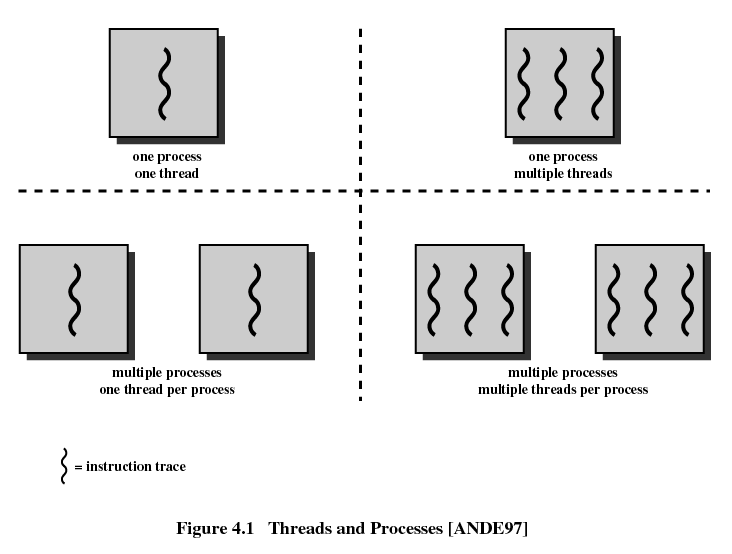 one process
one thread
one process
multiple threads
multiple processes
one thread per process
multiple processes
multiple threads per process
= instruction trace
Figure 4.1 Threads and Processes [ANDE97]